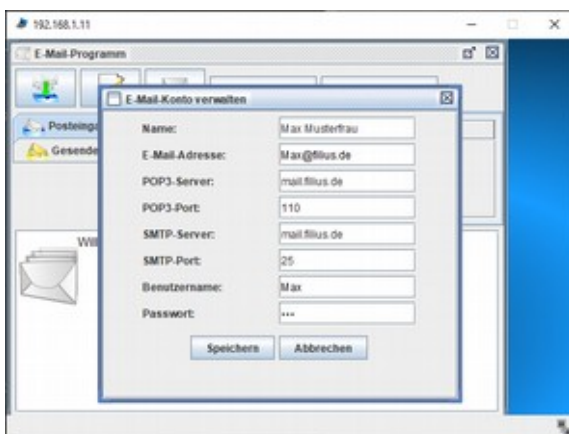 192.168.1.11
E-Mail-Programm
E-Mail-Konto verwalten
Posteinga
Gesende
Name: Max Musterfrau
E-Mail-Adresse: Max@filius.de
POP3-Server: mail.filius.de
POP3-Port: 110
SMTP-Server: mail.filius.de
SMTP-Port: 25
Benutzername: Max
Passwort: •••
Will
Speichern Abbrechen